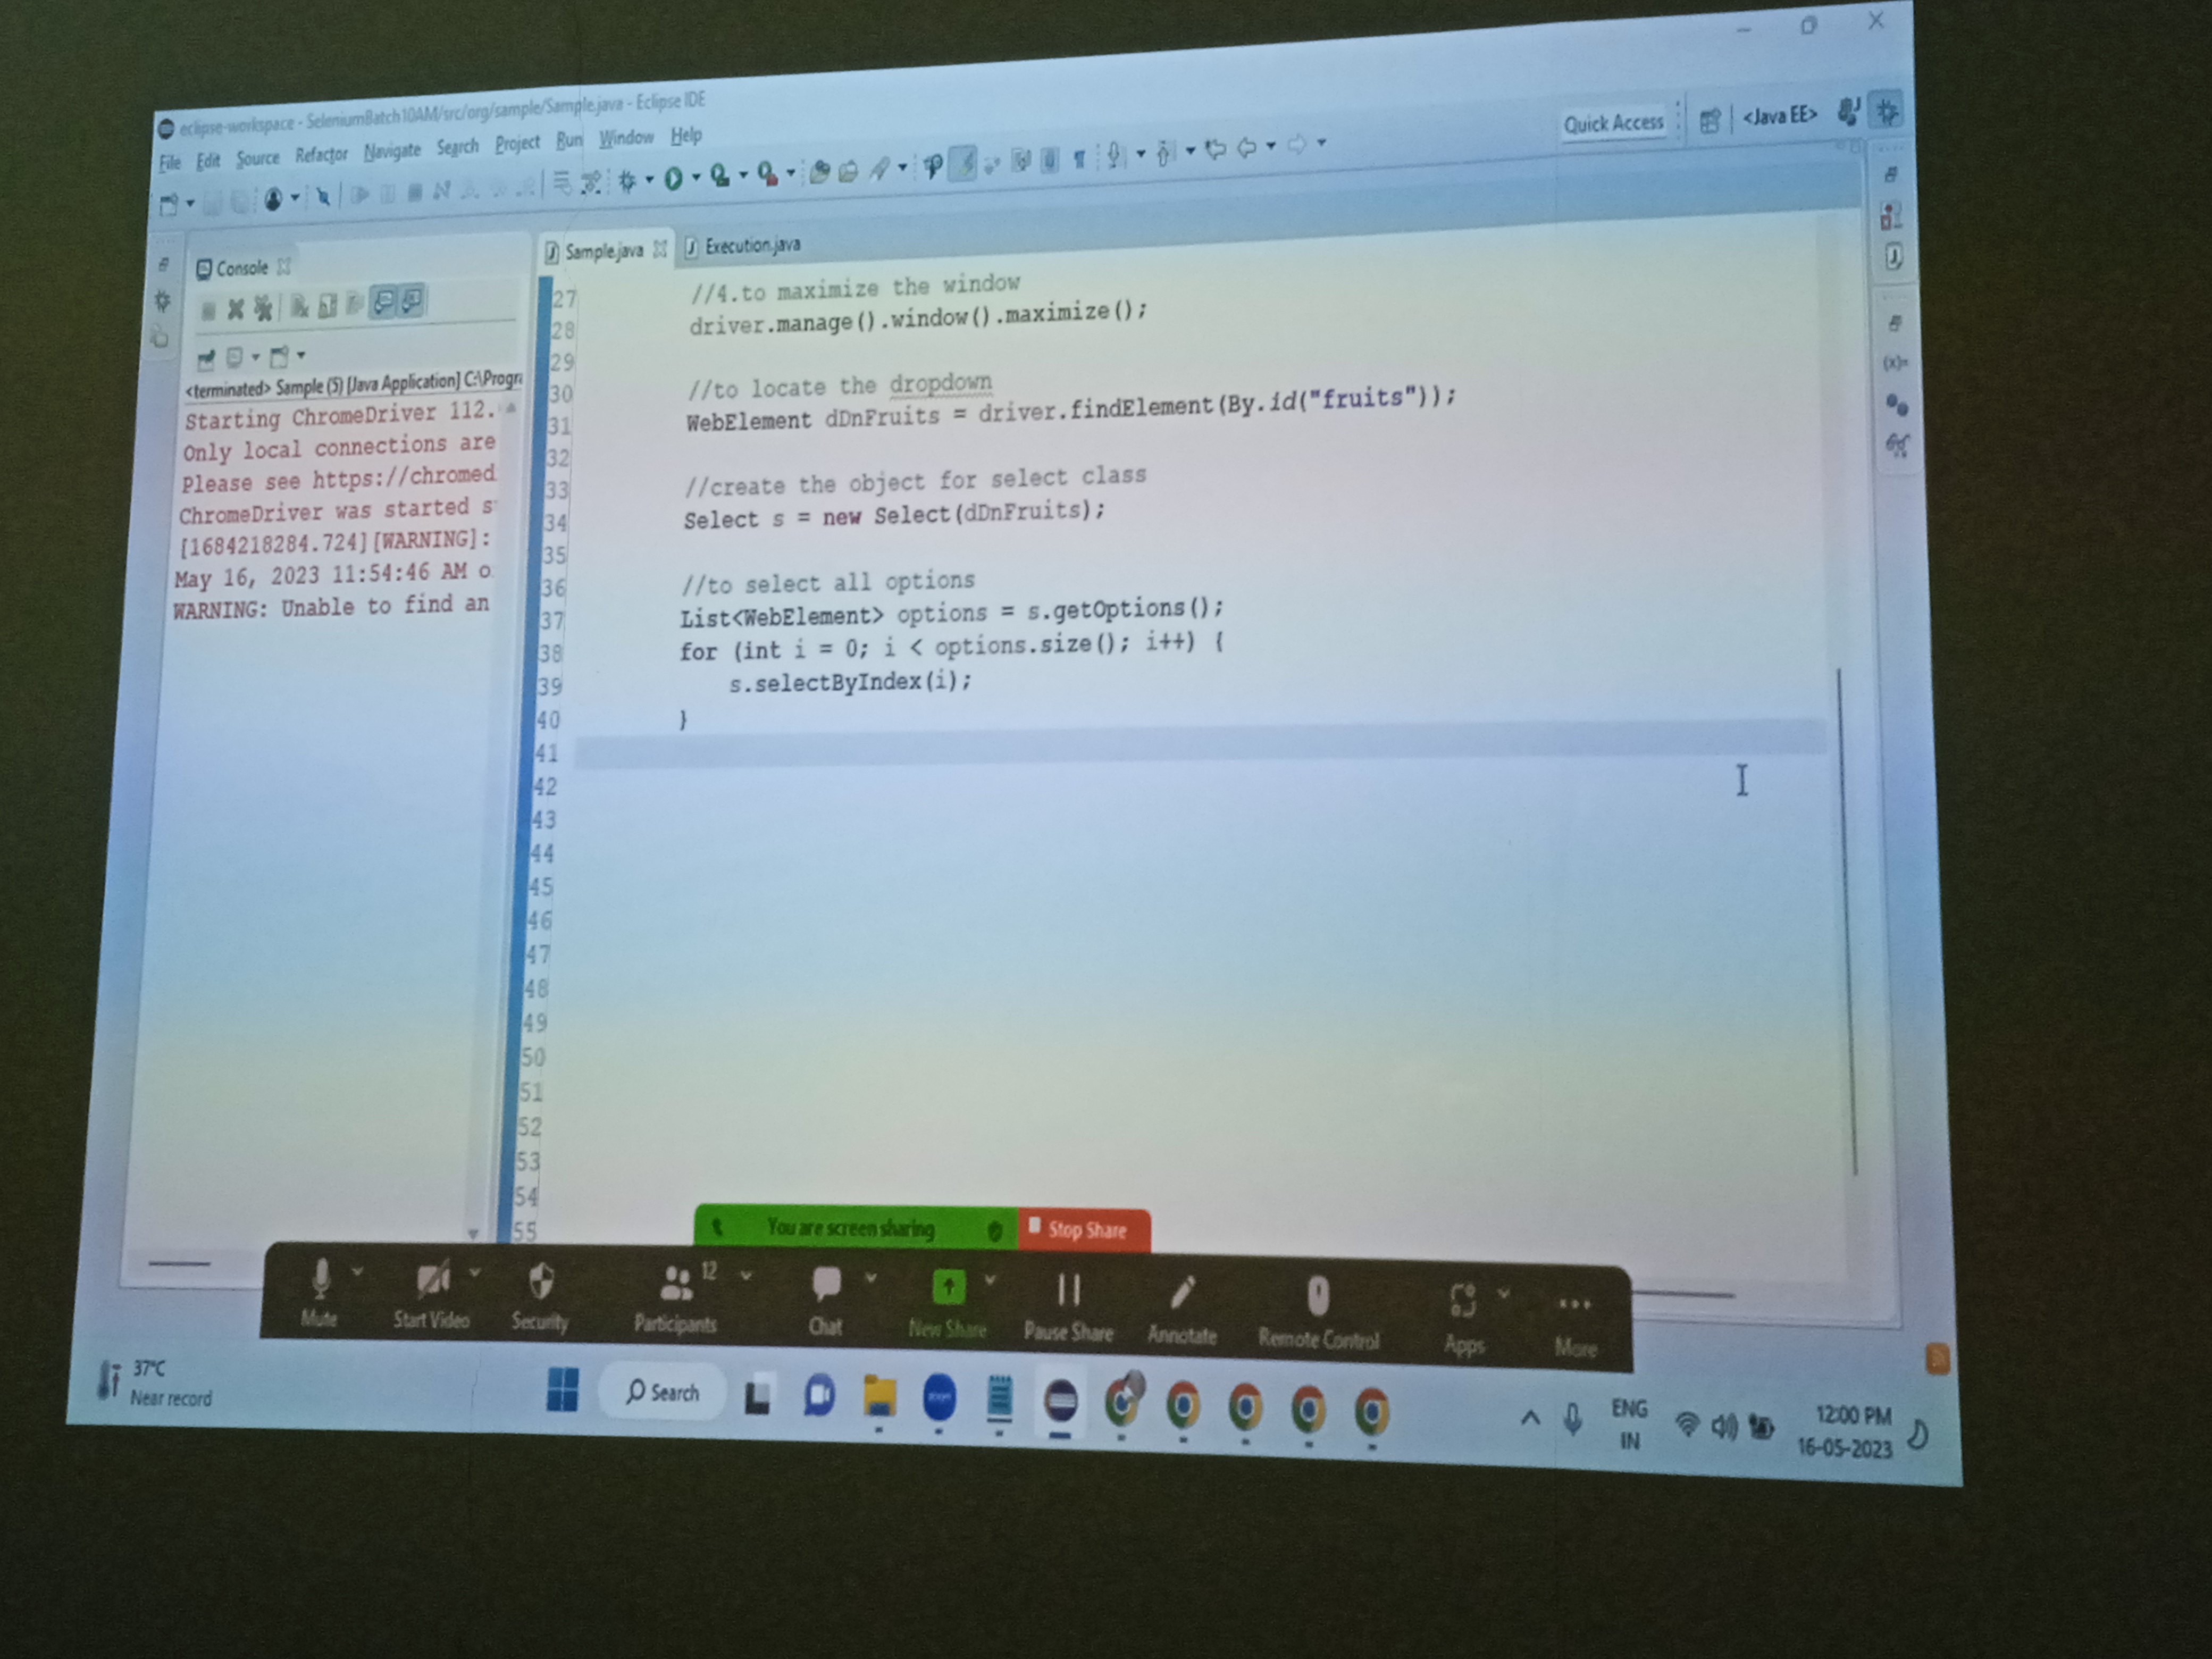 eclipse-workspace - SeleniumBatch10AM/src/org/sample/Sample.java - Eclipse IDE
File Edit Source Refactor Navigate Search Project Run Window Help
Quick Access
<Java EE>
Console
<terminated> Sample (5) [Java Application] C:\Progra
Starting ChromeDriver 112.
Only local connections are
Please see https://chromed
ChromeDriver was started s
[1684218284.724][WARNING]:
May 16, 2023 11:54:46 AM o
WARNING: Unable to find an
Sample.java
Execution.java
27 //4.to maximize the window
28 driver.manage().window().maximize();
29
30 //to locate the dropdown
31 WebElement dDnFruits = driver.findElement(By.id("fruits"));
32
33 //create the object for select class
34 Select s = new Select(dDnFruits);
35
36 //to select all options
37 List<WebElement> options = s.getOptions();
38 for (int i = 0; i < options.size(); i++) {
39 s.selectByIndex(i);
40 }
41
42
43
44
45
46
47
48
49
50
51
52
53
54
55
You are screen sharing
Stop Share
Mute
Start Video
Security
Participants 12
Chat
New Share
Pause Share
Annotate
Remote Control
Apps
More
37°C
Near record
Search
zoom
ENG
IN
12:00 PM
16-05-2023